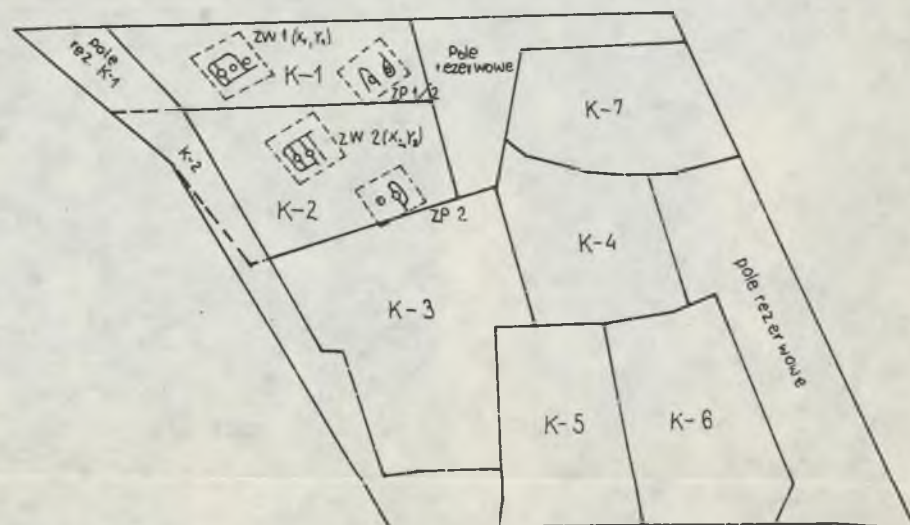 pole
rez K-1
ZW 1 (X₁, Y₁)
K-1
ZP 1/2
pole
rezerwowe
K-7
K-2
ZW 2 (X₂, Y₂)
K-2
ZP 2
K-4
K-3
pole rezerwowe
K-5
K-6